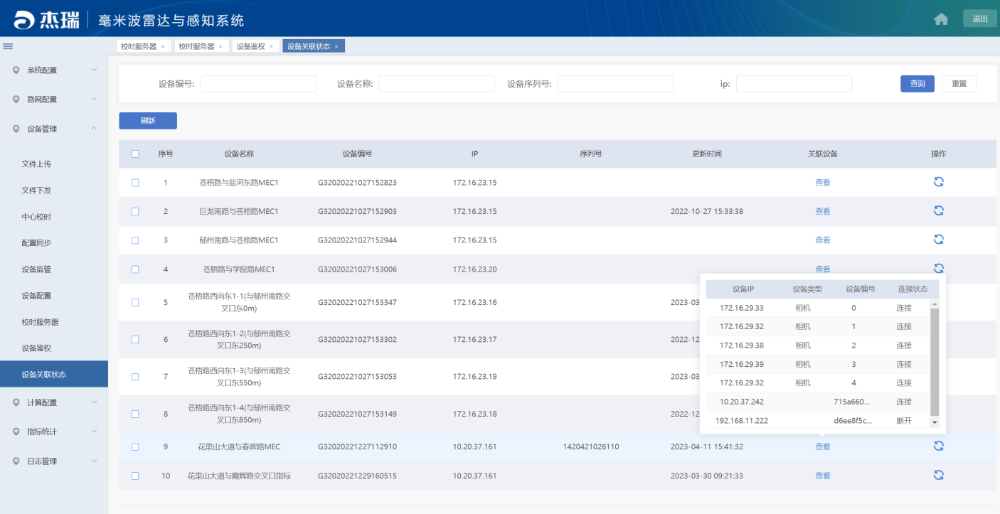 杰瑞 毫米波雷达与感知系统 退出
校时服务器 × 校时服务器 × 设备鉴权 × 设备关联状态 ×
系统配置
路网配置
设备管理
文件上传
文件下发
中心校时
配置同步
设备监管
设备配置
校时服务器
设备鉴权
设备关联状态
计算配置
指标统计
日志管理
设备编号: 设备名称: 设备序列号: ip: 查询 重置
刷新
序号 设备名称 设备编号 IP 序列号 更新时间 关联设备 操作
1 苍梧路与盐河东路MEC1 G32020221027152823 172.16.23.15 查看
2 巨龙南路与苍梧路MEC1 G32020221027152903 172.16.23.15 2022-10-27 15:33:38 查看
3 郁州南路与苍梧路MEC1 G32020221027152944 172.16.23.15 查看
4 苍梧路与学院路MEC1 G32020221027153006 172.16.23.20 查看
5 苍梧路西向东1-1(与郁州南路交 G32020221027153347 172.16.23.16 2023-03
叉口东0m)
6 苍梧路西向东1-2(与郁州南路交 G32020221027153302 172.16.23.17 2022-12
叉口东250m)
7 苍梧路西向东1-3(与郁州南路交 G32020221027153053 172.16.23.19 2023-03
叉口东550m)
8 苍梧路西向东1-4(与郁州南路交 G32020221027153149 172.16.23.18 2022-12
叉口东850m)
9 花果山大道与春晖路MEC G32020221227112910 10.20.37.161 1420421026110 2023-04-11 15:41:32 查看
10 花果山大道与霞辉路交叉口指标 G32020221229160515 10.20.37.161 2023-03-30 09:21:33 查看
设备IP 设备类型 设备编号 连接状态
172.16.29.33 相机 0 连接
172.16.29.32 相机 1 连接
172.16.29.38 相机 2 连接
172.16.29.39 相机 3 连接
172.16.29.32 相机 4 连接
10.20.37.242 715a660... 连接
192.168.11.222 d6ee8f5c... 断开